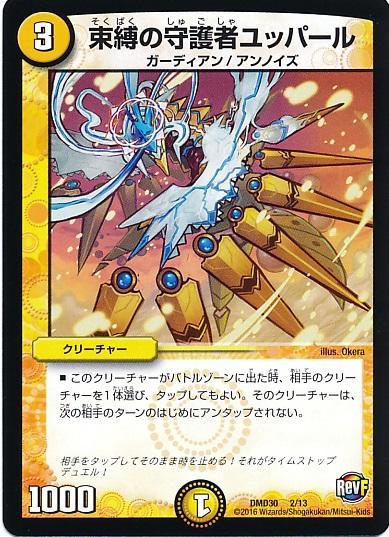 3
そくばく しゅごしゃ
束縛の守護者ユッパール
ガーディアン / アンノイズ
クリーチャー
illus. Okera
■ このクリーチャーがバトルゾーンに出た時、相手のクリー
チャーを1体選び、タップしてもよい。そのクリーチャーは、
次の相手のターンのはじめにアンタップされない。
相手をタップしてそのまま時を止める！それがタイムストップ
デュエル！
1000
1
DMD30 2/13
©2016 Wizards/Shogakukan/Mitsui-Kids
RevF